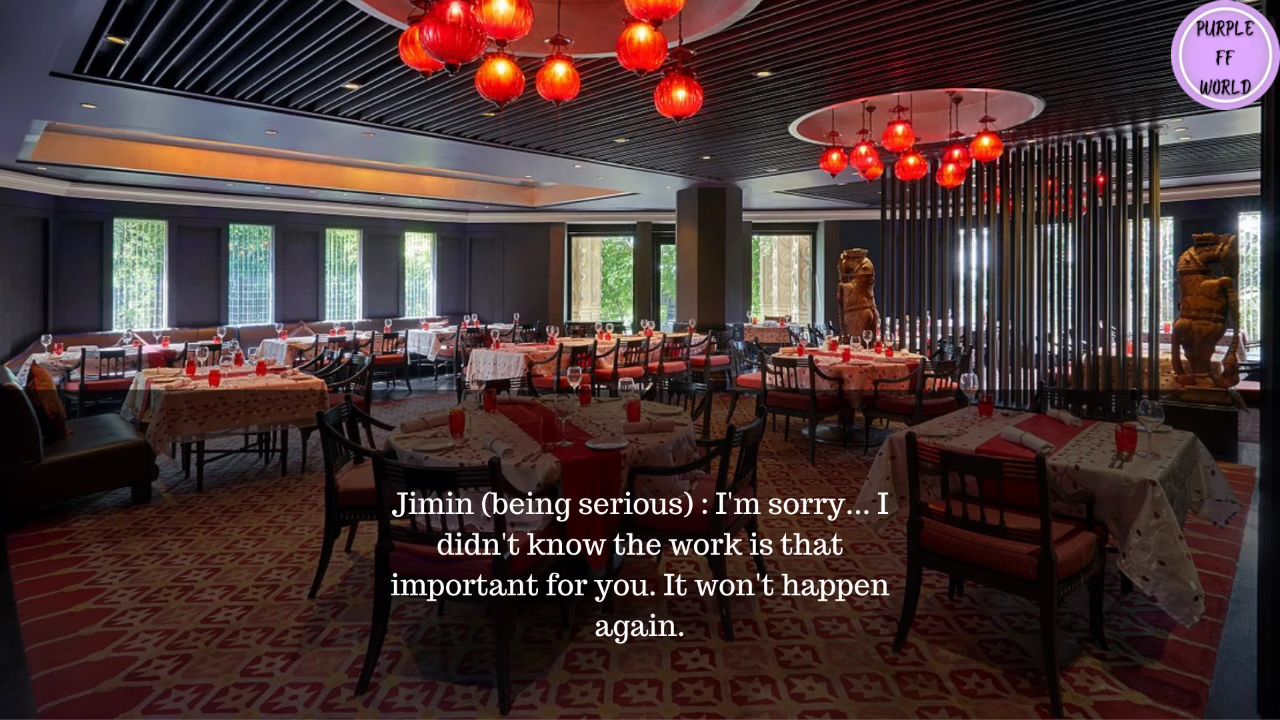 PURPLE
FF
WORLD
Jimin (being serious) : I'm sorry... I
didn't know the work is that
important for you. It won't happen
again.